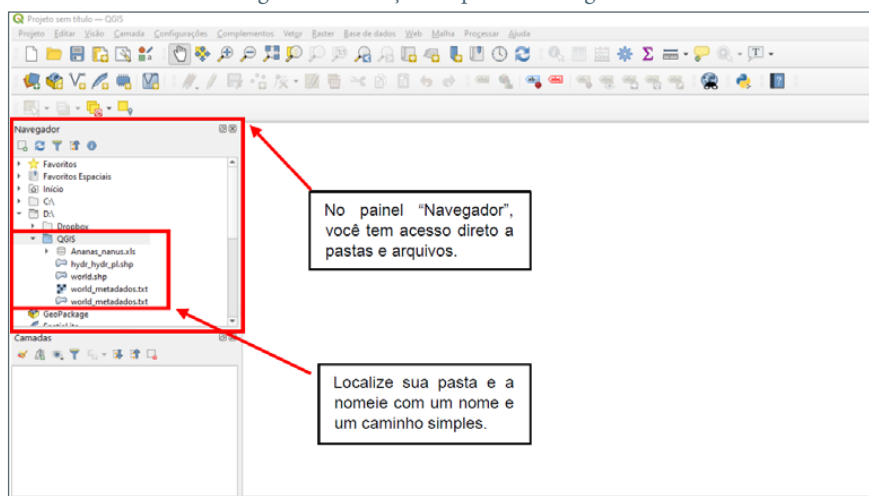 Projeto sem título — QGIS
Projeto Editar Visão Camada Configurações Complementos Vetor Raster Base de dados Web Malha Processar Ajuda
Navegador
Favoritos
Favoritos Espaciais
Início
C:\
D:\
Dropbox
QGIS
Ananas_nanus.xls
hydr_hydr_pl.shp
world.shp
world_metadados.txt
world_metadados.txt
GeoPackage
SpatiaLite
Camadas
No painel “Navegador”,
você tem acesso direto a
pastas e arquivos.
Localize sua pasta e a
nomeie com um nome e
um caminho simples.